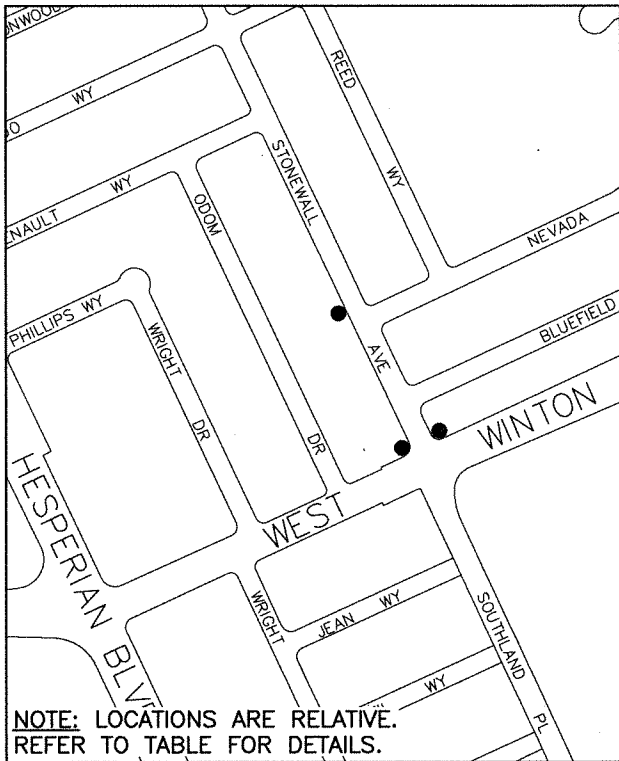 WY
REED WY
STONEWALL AVE
WY
ODOM DR
NEVADA
PHILLIPS WY
WRIGHT DR
BLUEFIELD
WEST WINTON
HESPERIAN
WRIGHT
JEAN WY
SOUTHLAND PL
WY
NOTE: LOCATIONS ARE RELATIVE.
REFER TO TABLE FOR DETAILS.